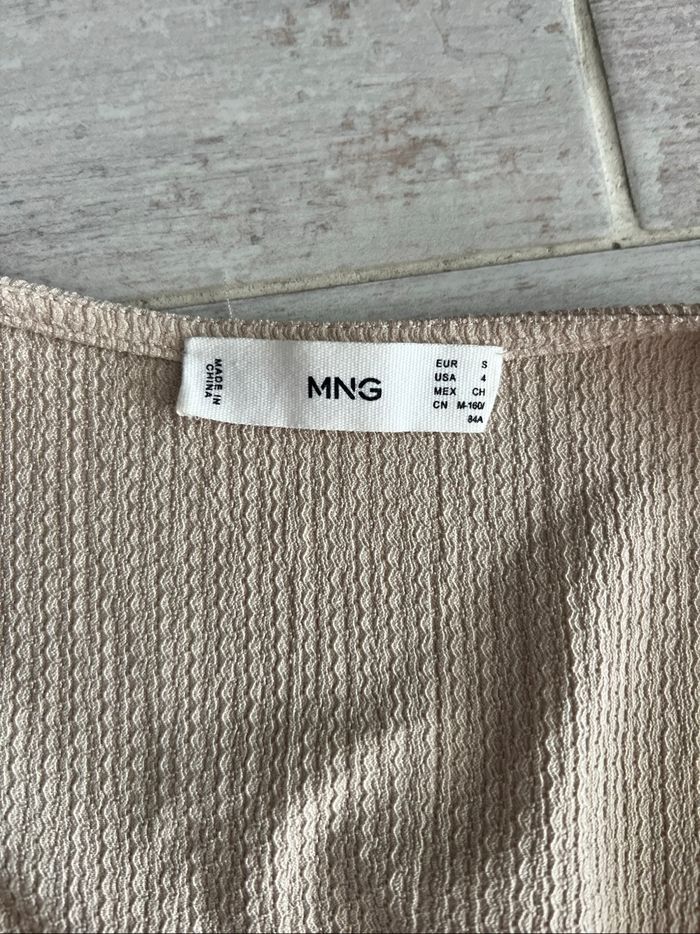 MADE IN
CHINA
MNG
EUR S
USA 4
MEX CH
CN M-160/
84A